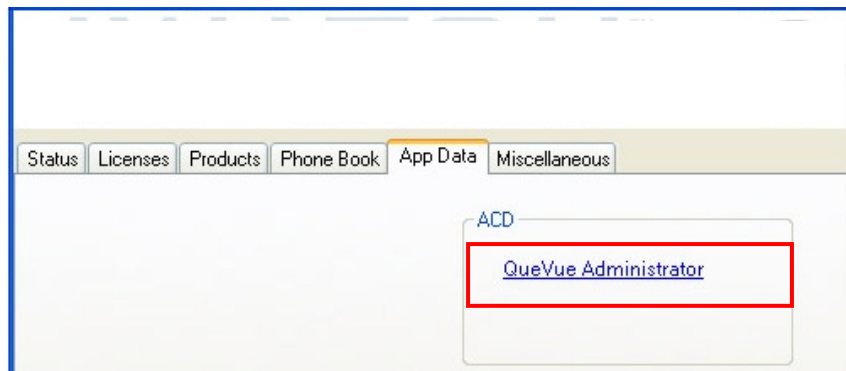 Status Licenses Products Phone Book App Data Miscellaneous
ACD
QueVue Administrator